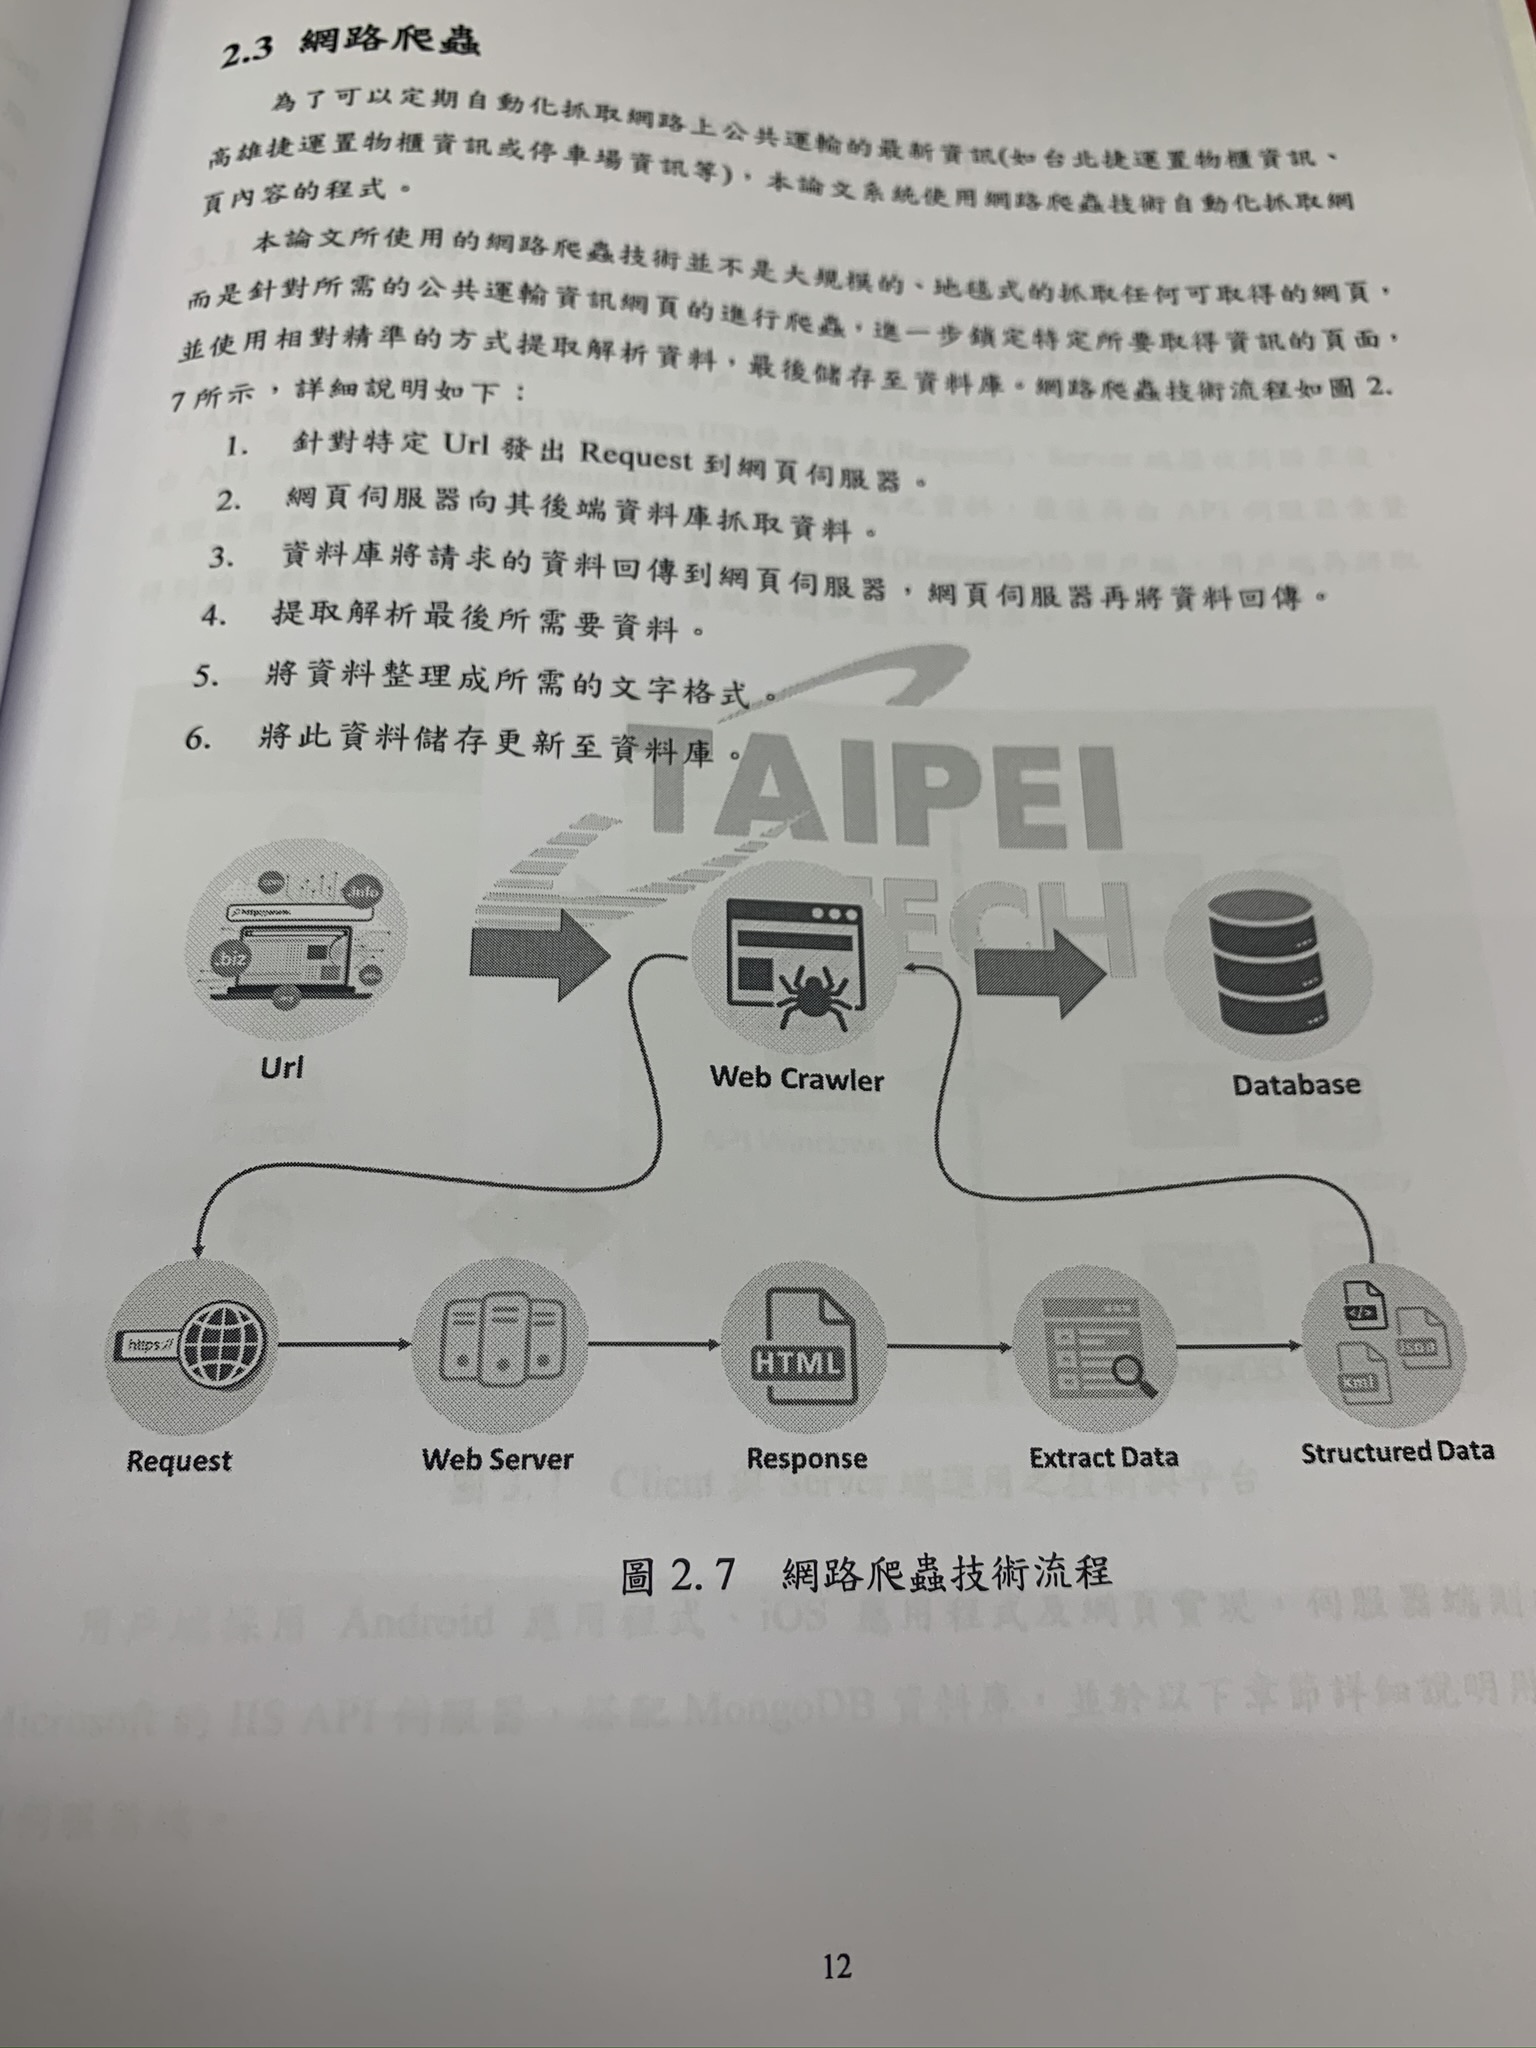 2.3 網路爬蟲
為了可以定期自動化抓取網路上公共運輸的最新資訊(如台北捷運置物櫃資訊、
高雄捷運置物櫃資訊或停車場資訊等)，本論文系統使用網路爬蟲技術自動化抓取網
頁內容的程式。
本論文所使用的網路爬蟲技術並不是大規模的、地毯式的抓取任何可取得的網頁，
而是針對所需的公共運輸資訊網頁的進行爬蟲，進一步鎖定特定所要取得資訊的頁面，
並使用相對精準的方式提取解析資料，最後儲存至資料庫。網路爬蟲技術流程如圖 2.
7 所示，詳細說明如下：
1. 針對特定 Url 發出 Request 到網頁伺服器。
2. 網頁伺服器向其後端資料庫抓取資料。
3. 資料庫將請求的資料回傳到網頁伺服器，網頁伺服器再將資料回傳。
4. 提取解析最後所需要資料。
5. 將資料整理成所需的文字格式。
6. 將此資料儲存更新至資料庫。
TAIPEI
TECH
.info
.biz
Url
Web Crawler
Database
https://
HTML
</>
json
xml
Request
Web Server
Response
Extract Data
Structured Data
圖 2.7 網路爬蟲技術流程
12